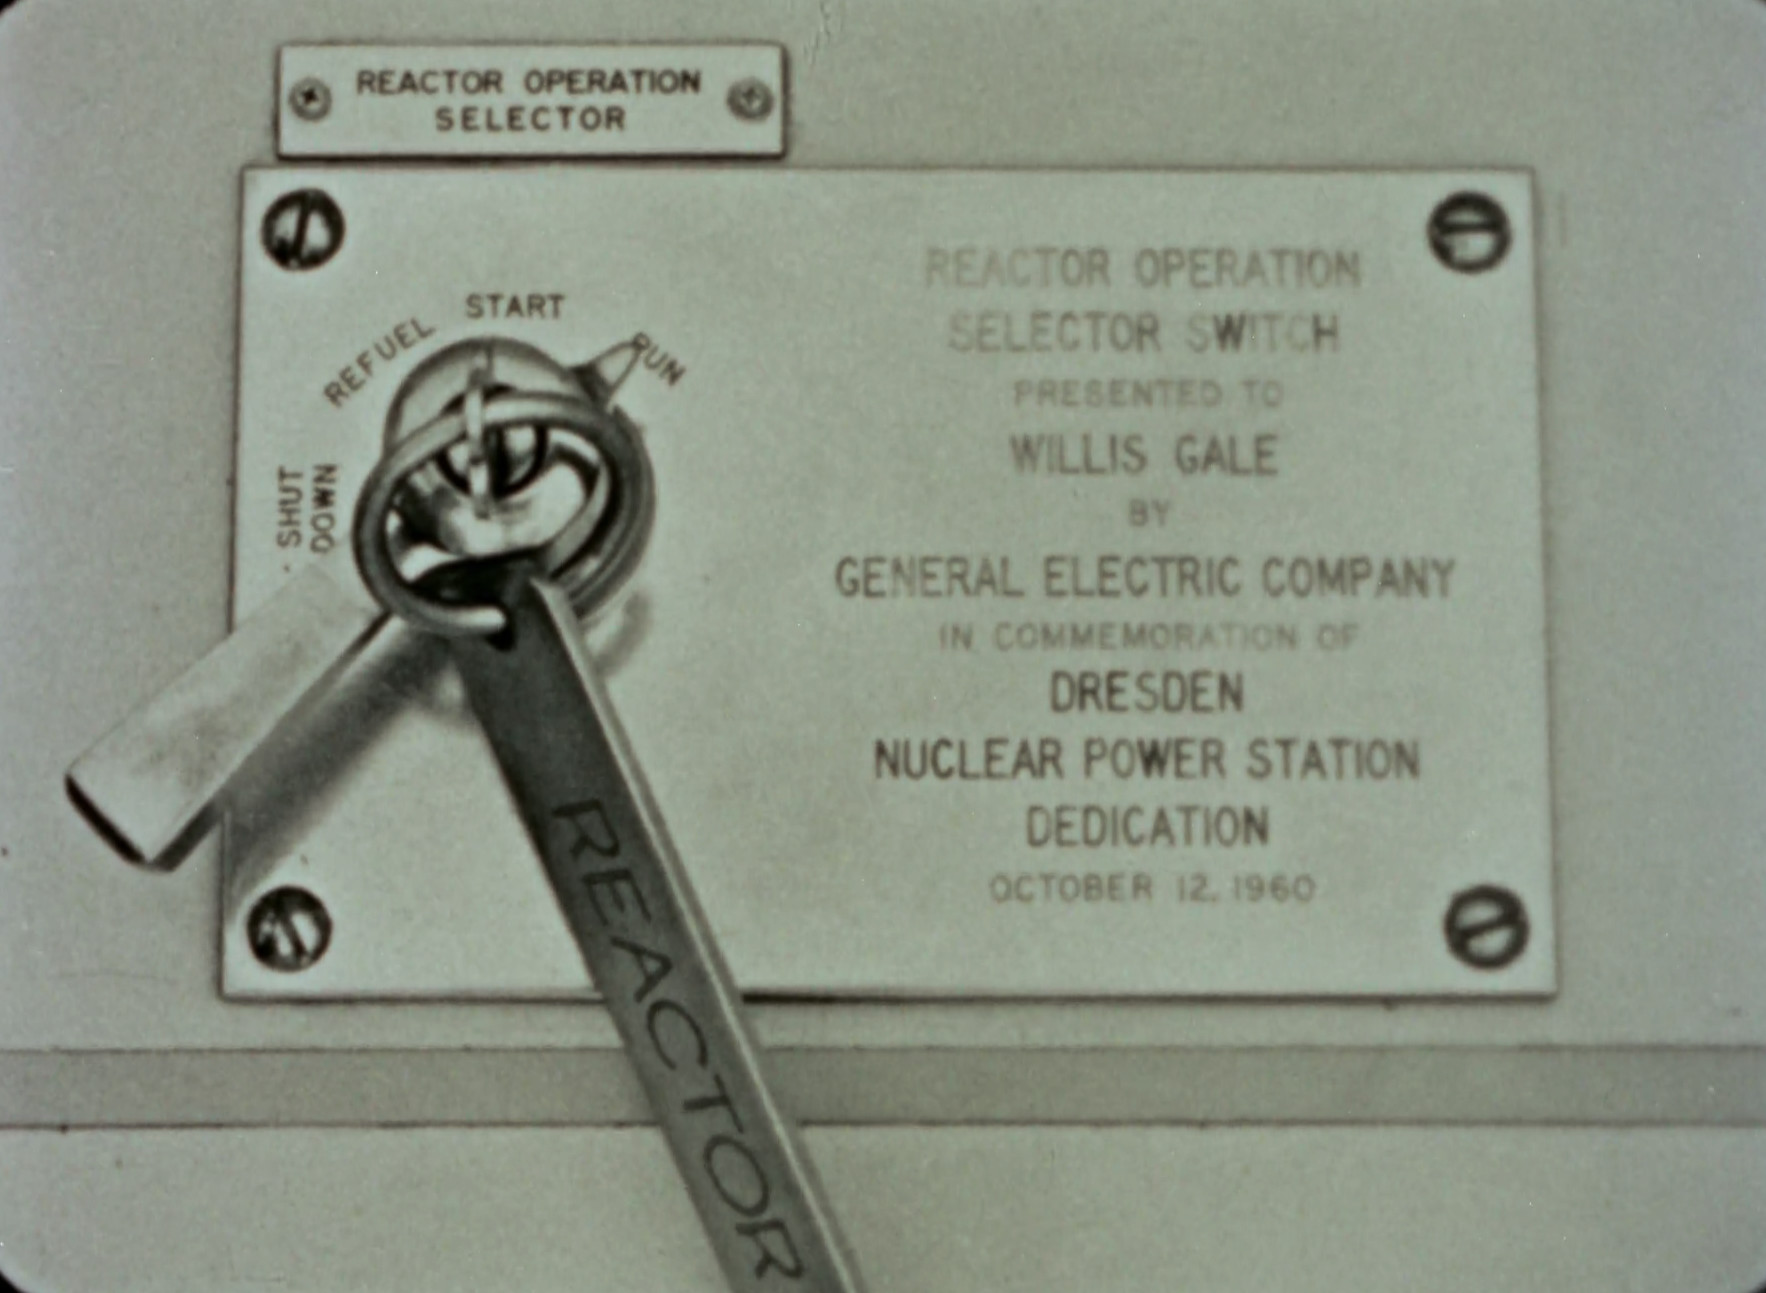 REACTOR OPERATION
SELECTOR
START
REFUEL
RUN
SHUT
DOWN
REACTOR OPERATION
SELECTOR SWITCH
PRESENTED TO
WILLIS GALE
BY
GENERAL ELECTRIC COMPANY
IN COMMEMORATION OF
DRESDEN
NUCLEAR POWER STATION
DEDICATION
OCTOBER 12, 1960
REACTOR